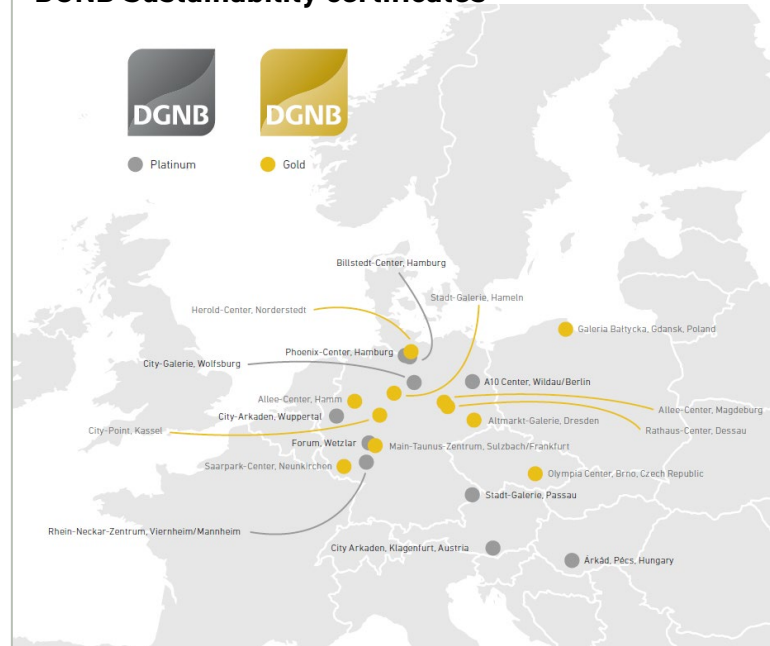 DGNB Sustainability certificates
DGNB
DGNB
Platinum
Gold
Billstedt-Center, Hamburg
Stadt-Galerie, Hameln
Herold-Center, Norderstedt
Galeria Bałtycka, Gdansk, Poland
Phoenix-Center, Hamburg
City-Galerie, Wolfsburg
A10 Center, Wildau/Berlin
Allee-Center, Hamm
Allee-Center, Magdeburg
City-Arkaden, Wuppertal
Altmarkt-Galerie, Dresden
City-Point, Kassel
Rathaus-Center, Dessau
Forum, Wetzlar
Main-Taunus-Zentrum, Sulzbach/Frankfurt
Saarpark-Center, Neunkirchen
Olympia Center, Brno, Czech Republic
Stadt-Galerie, Passau
Rhein-Neckar-Zentrum, Viernheim/Mannheim
City Arkaden, Klagenfurt, Austria
Árkád, Pécs, Hungary